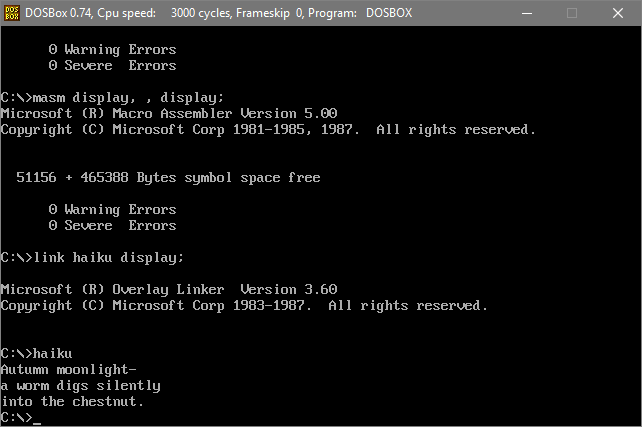 DOS BOX DOSBox 0.74, Cpu speed: 3000 cycles, Frameskip 0, Program: DOSBOX
0 Warning Errors
0 Severe Errors
C:\>masm display, , display;
Microsoft (R) Macro Assembler Version 5.00
Copyright (C) Microsoft Corp 1981-1985, 1987. All rights reserved.
51156 + 465388 Bytes symbol space free
0 Warning Errors
0 Severe Errors
C:\>link haiku display;
Microsoft (R) Overlay Linker Version 3.60
Copyright (C) Microsoft Corp 1983-1987. All rights reserved.
C:\>haiku
Autumn moonlight-
a worm digs silently
into the chestnut.
C:\>_